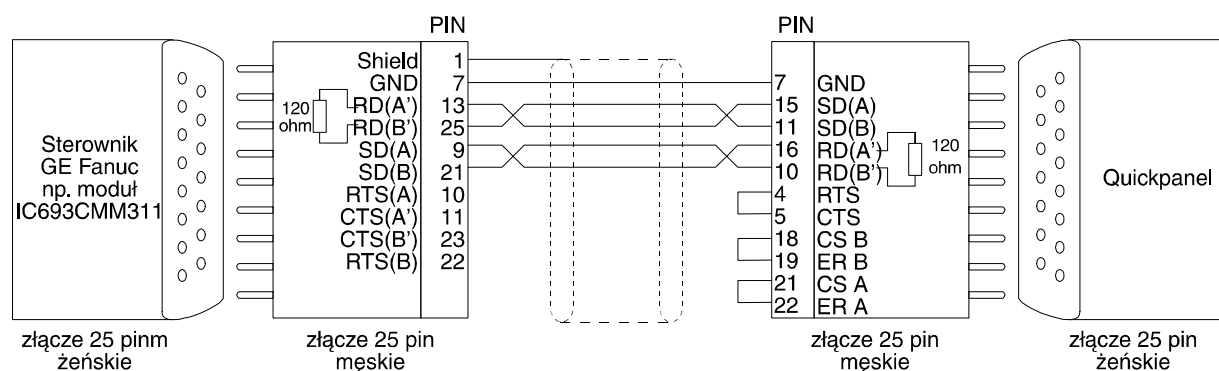 PIN
Shield 1
GND 7
RD(A') 13
RD(B') 25
SD(A) 9
SD(B) 21
RTS(A) 10
CTS(A') 11
CTS(B') 23
RTS(B) 22
120
ohm
Sterownik
GE Fanuc
np. moduł
IC693CMM311
złącze 25 pinm
żeńskie
złącze 25 pin
męskie
PIN
7 GND
15 SD(A)
11 SD(B)
16 RD(A')
10 RD(B')
4 RTS
5 CTS
18 CS B
19 ER B
21 CS A
22 ER A
120
ohm
Quickpanel
złącze 25 pin
męskie
złącze 25 pin
żeńskie